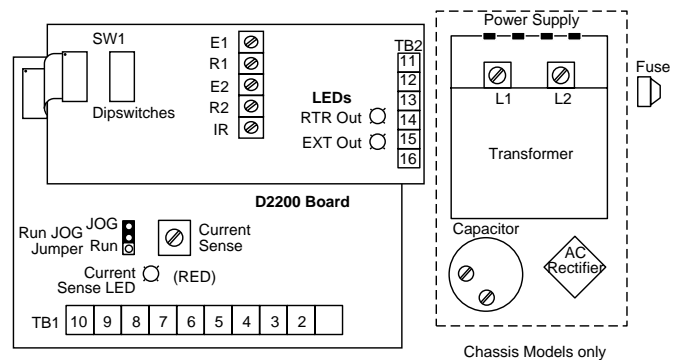 SW1
Dipswitches
E1
R1
E2
R2
IR
LEDs
RTR Out
EXT Out
TB2
11
12
13
14
15
16
D2200 Board
Run JOG
Jumper
JOG
Run
Current
Sense
Current
Sense LED
(RED)
TB1 10 9 8 7 6 5 4 3 2
Power Supply
L1 L2
Transformer
Capacitor
AC
Rectifier
Fuse
Chassis Models only